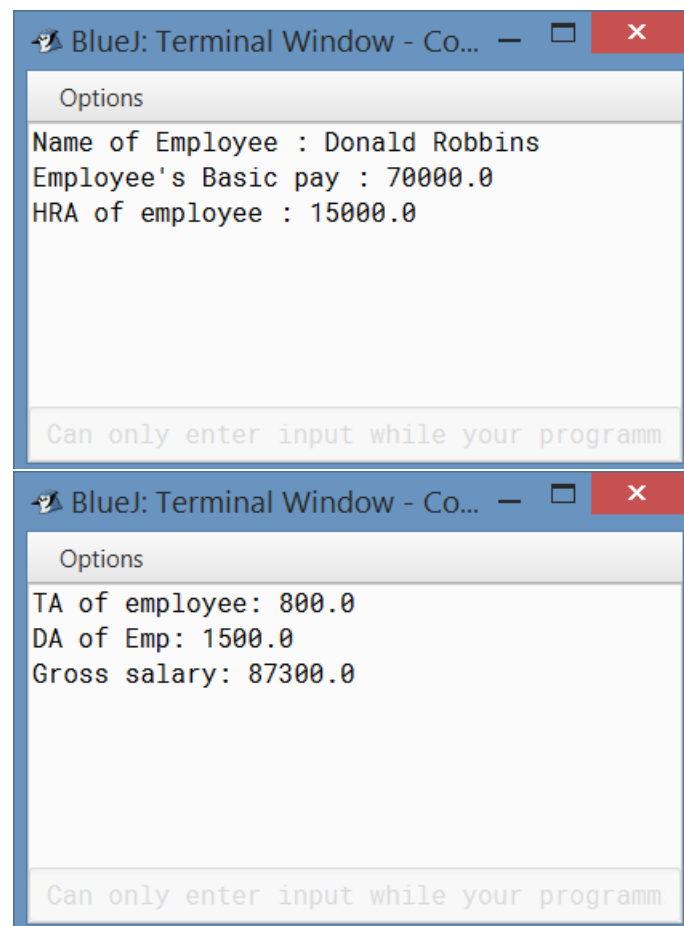 BlueJ: Terminal Window - Co...
Options
Name of Employee : Donald Robbins
Employee's Basic pay : 70000.0
HRA of employee : 15000.0
Can only enter input while your programm
BlueJ: Terminal Window - Co...
Options
TA of employee: 800.0
DA of Emp: 1500.0
Gross salary: 87300.0
Can only enter input while your programm